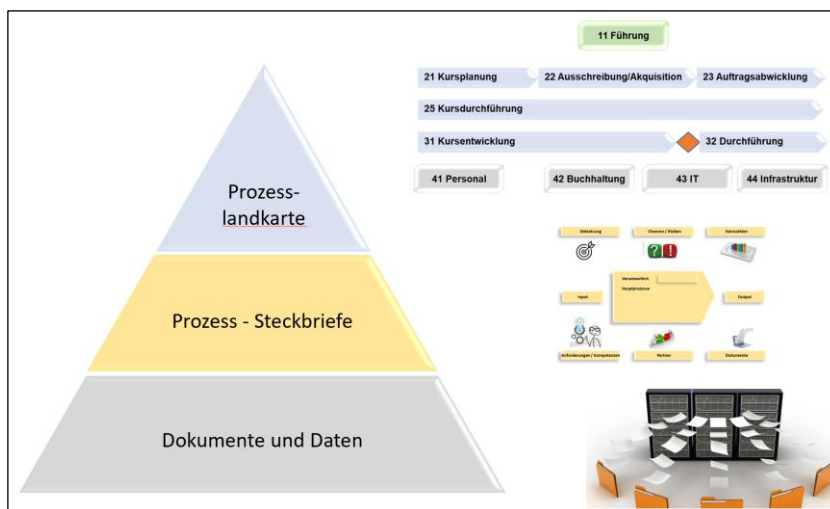 11 Führung
21 Kursplanung
22 Ausschreibung/Akquisition
23 Auftragsabwicklung
25 Kursdurchführung
31 Kursentwicklung
32 Durchführung
41 Personal
42 Buchhaltung
43 IT
44 Infrastruktur
Prozess-
landkarte
Prozess - Steckbriefe
Dokumente und Daten
Zielsetzung
Chancen / Risiken
Kennzahlen
Verantwortlich
Hauptprozesse
Input
Output
Anforderungen / Kompetenzen
Partner
Dokumente